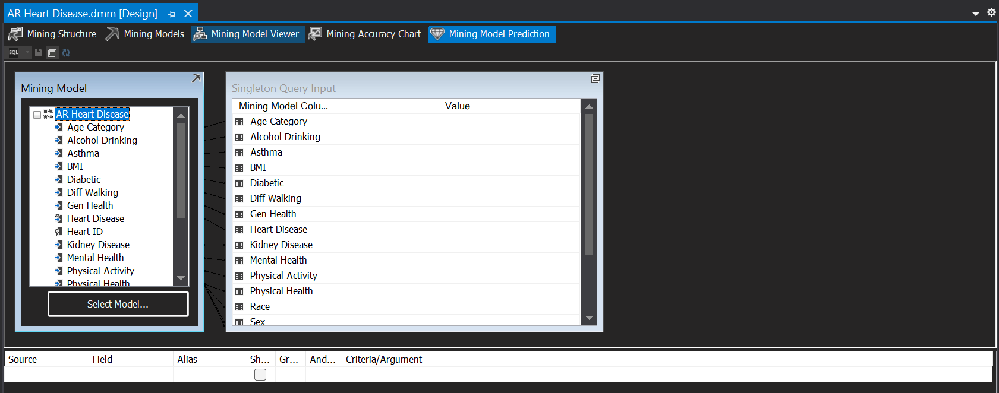 AR Heart Disease.dmm [Design]
Mining Structure
Mining Models
Mining Model Viewer
Mining Accuracy Chart
Mining Model Prediction
SQL
Mining Model
AR Heart Disease
Age Category
Alcohol Drinking
Asthma
BMI
Diabetic
Diff Walking
Gen Health
Heart Disease
Heart ID
Kidney Disease
Mental Health
Physical Activity
Physical Health
Select Model...
Singleton Query Input
Mining Model Colu... Value
Age Category
Alcohol Drinking
Asthma
BMI
Diabetic
Diff Walking
Gen Health
Heart Disease
Kidney Disease
Mental Health
Physical Activity
Physical Health
Race
Sex
Source Field Alias Sh... Gr... And... Criteria/Argument